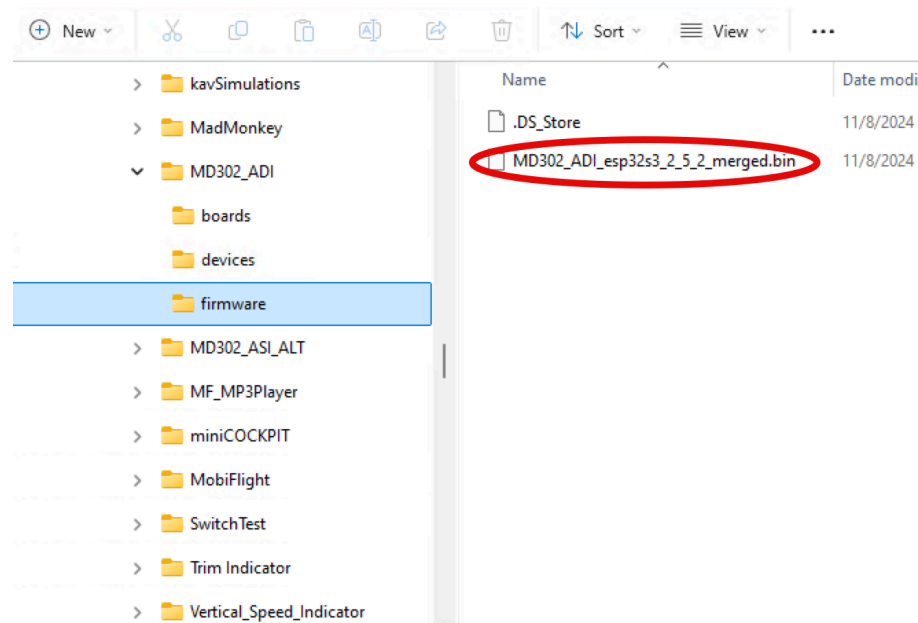 New Sort View •••
kavSimulations
MadMonkey
MD302_ADI
boards
devices
firmware
MD302_ASI_ALT
MF_MP3Player
miniCOCKPIT
MobiFlight
SwitchTest
Trim Indicator
Vertical_Speed_Indicator
Name Date modi
.DS_Store 11/8/2024
MD302_ADI_esp32s3_2_5_2_merged.bin 11/8/2024